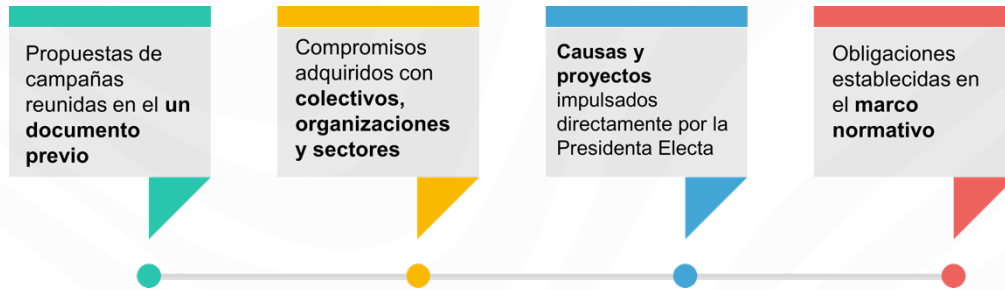 Propuestas de
campañas
reunidas en el un
documento
previo
Compromisos
adquiridos con
colectivos,
organizaciones
y sectores
Causas y
proyectos
impulsados
directamente por la
Presidenta Electa
Obligaciones
establecidas en
el marco
normativo